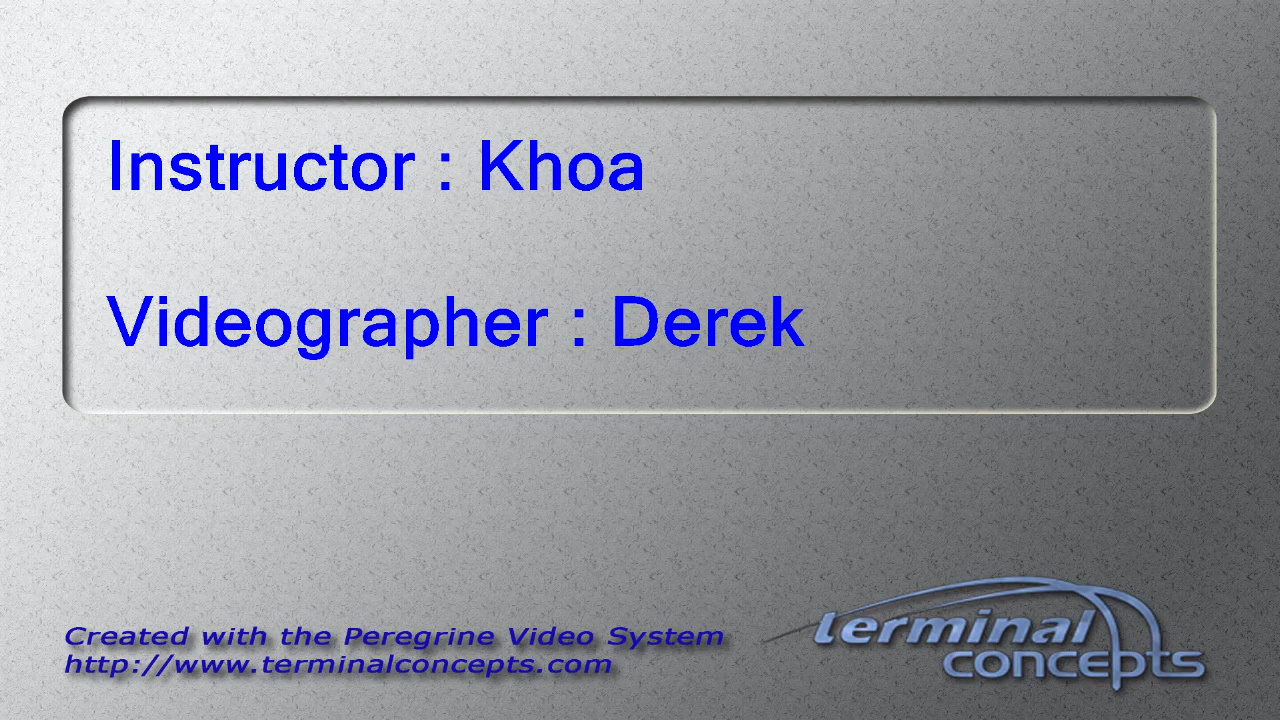 Instructor : Khoa
Videographer : Derek
Created with the Peregrine Video System
http://www.terminalconcepts.com
terminal
concepts